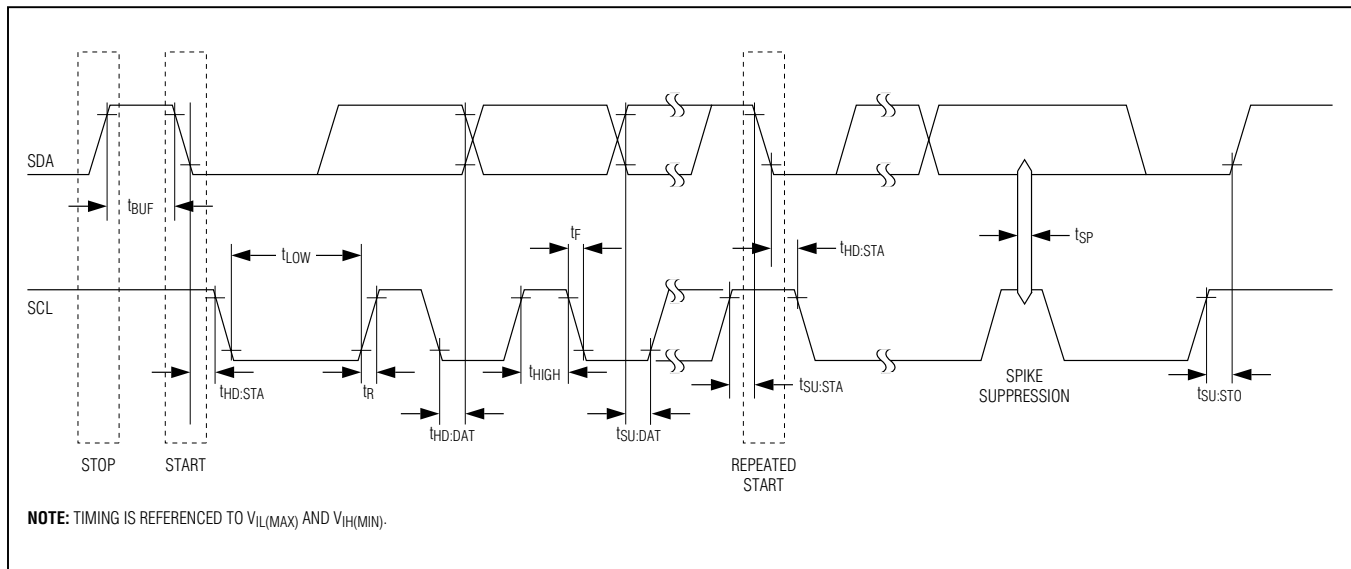 SDA
tBUF
tF
tSP
tLOW
tHD:STA
SCL
tHD:STA
tR
tHIGH
tSU:STA
SPIKE
SUPPRESSION
tSU:STO
tHD:DAT
tSU:DAT
STOP
START
REPEATED
START
NOTE: TIMING IS REFERENCED TO VIL(MAX) AND VIH(MIN).